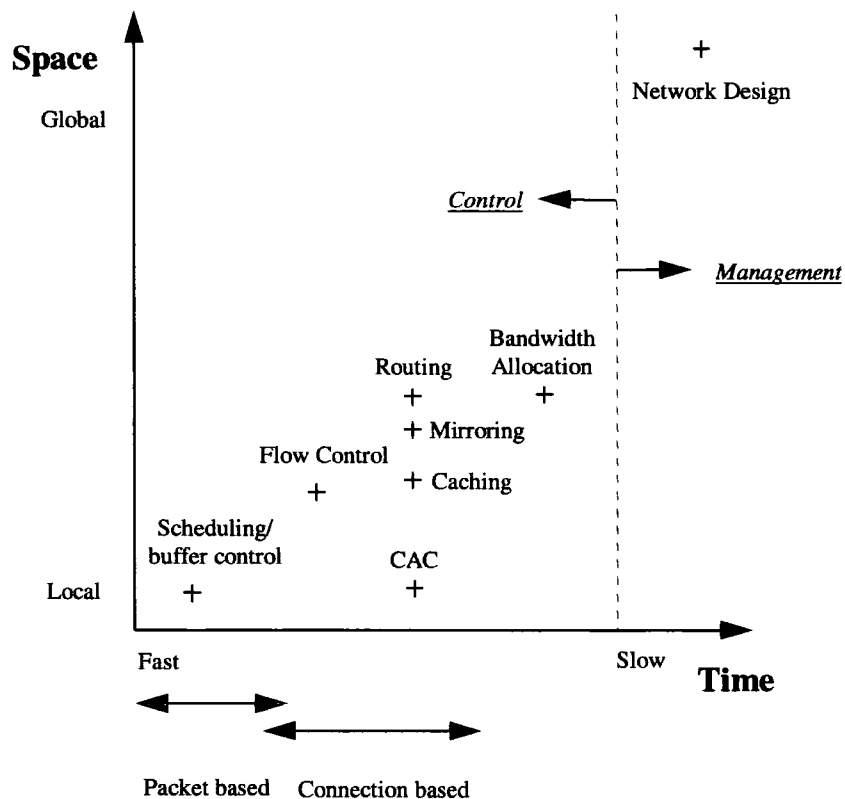 Space
Network Design
Global
Control
Management
Bandwidth
Routing
Allocation
Mirroring
Flow Control
Caching
Scheduling/
buffer control
CAC
Local
Fast
Slow
Time
Packet based
Connection based